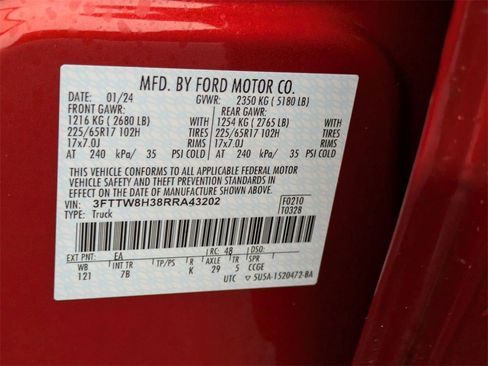 MFD. BY FORD MOTOR CO.
DATE: 01/24 GVWR: 2350 KG ( 5180 LB)
FRONT GAWR: REAR GAWR:
1216 KG ( 2680 LB) 1254 KG ( 2765 LB)
225/65R17 102H TIRES 225/65R17 102H TIRES
17x7.0J RIMS 17x7.0J RIMS
AT 240 kPa/ 35 PSI COLD AT 240 kPa/ 35 PSI COLD
THIS VEHICLE CONFORMS TO ALL APPLICABLE FEDERAL MOTOR
VEHICLE SAFETY AND THEFT PREVENTION STANDARDS IN EFFECT ON THE
DATE OF MANUFACTURE SHOWN ABOVE.
VIN: 3FTTW8H38RRA43202 F0210
TYPE: Truck T0328
EXT PNT: EA RC: 48 DSO:
WB INT TR TP/PS R AXLE TR SPR
121 7B K 29 5 CCGE
UTC ▽ 5U5A-1520472-BA